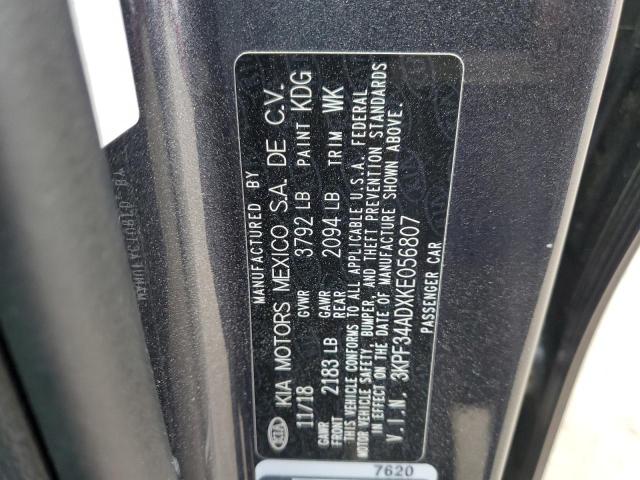 MANUFACTURED BY
KIA KIA MOTORS MEXICO S.A. DE C.V.
11/18 GVWR 3792 LB PAINT KDG
GAWR FRONT 2183 LB GAWR REAR 2094 LB TRIM WK
THIS VEHICLE CONFORMS TO ALL APPLICABLE U.S.A. FEDERAL
MOTOR VEHICLE SAFETY, BUMPER, AND THEFT PREVENTION STANDARDS
IN EFFECT ON THE DATE OF MANUFACTURE SHOWN ABOVE.
V.I.N. 3KPF34ADXKE056807
PASSENGER CAR
7620